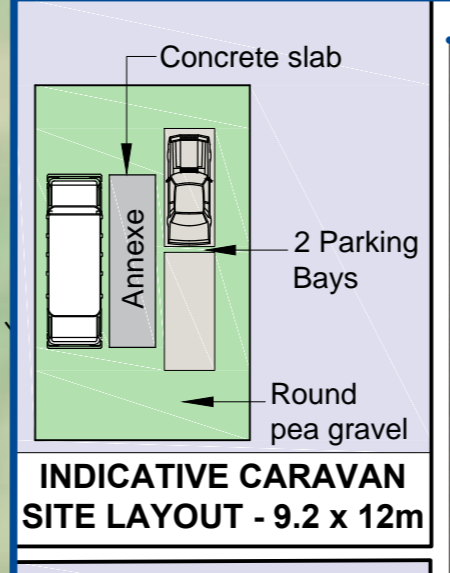 Concrete slab
Annexe
2 Parking
Bays
Round
pea gravel
INDICATIVE CARAVAN
SITE LAYOUT - 9.2 x 12m